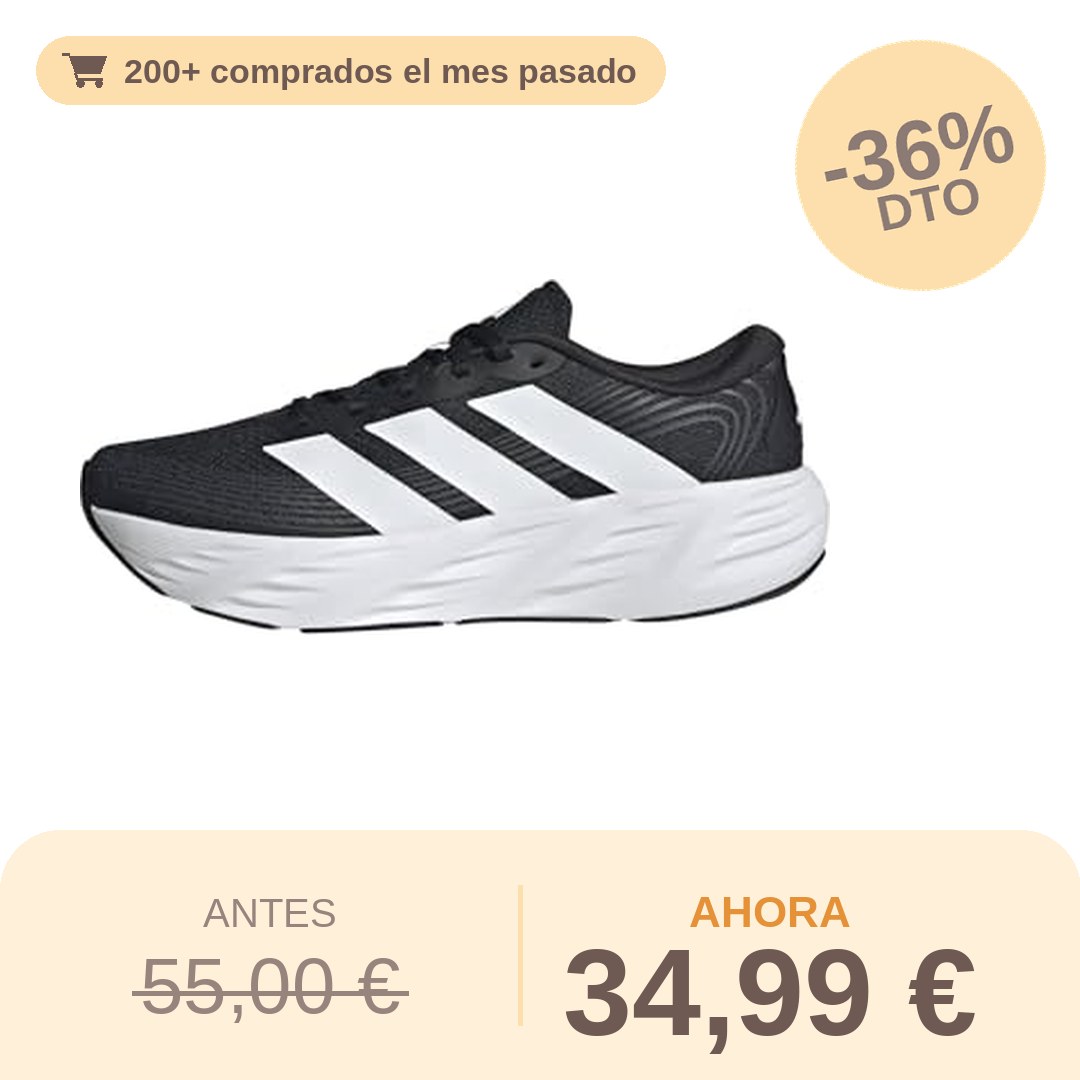 200+ comprados el mes pasado
-36%
DTO
ANTES
55,00 €
AHORA
34,99 €